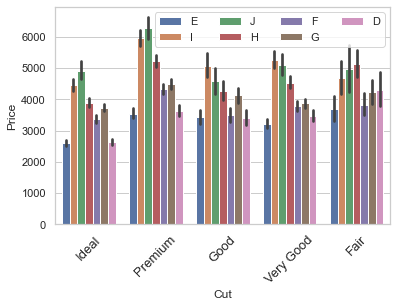 E J F D
I H G
6000
5000
4000
3000
2000
1000
0
Price
Ideal
Premium
Good
Very Good
Fair
Cut